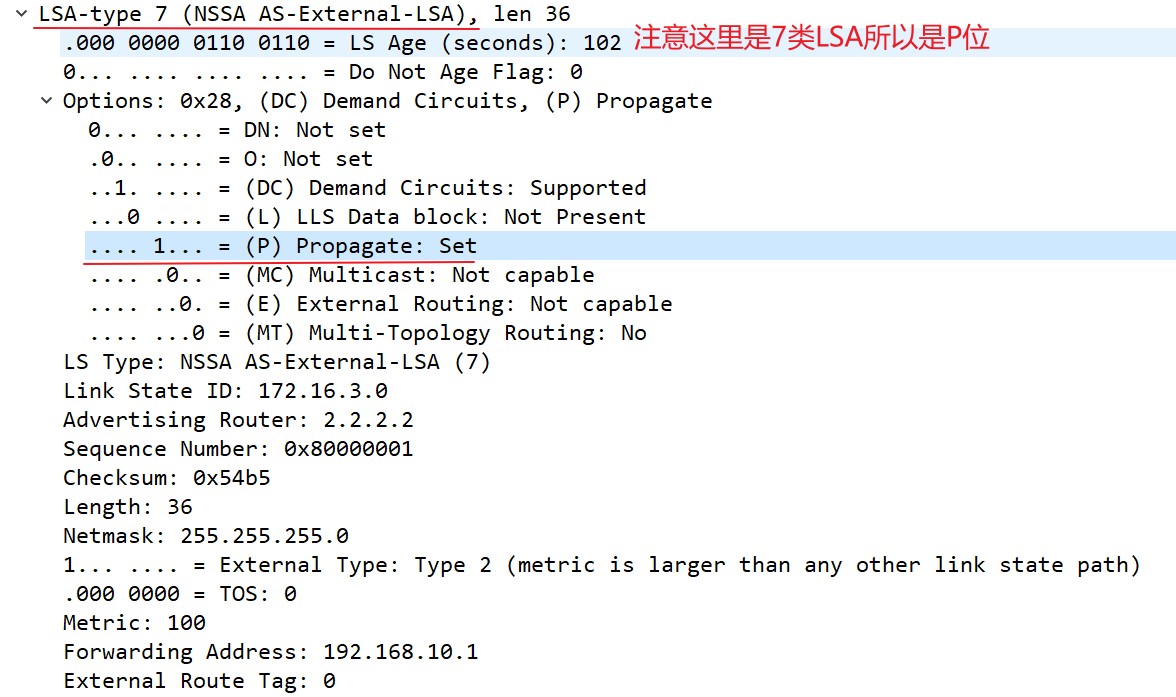 LSA-type 7 (NSSA AS-External-LSA), len 36
.000 0000 0110 0110 = LS Age (seconds): 102 注意这里是7类LSA所以是P位
0... .... .... .... = Do Not Age Flag: 0
Options: 0x28, (DC) Demand Circuits, (P) Propagate
0... .... = DN: Not set
.0.. .... = O: Not set
..1. .... = (DC) Demand Circuits: Supported
...0 .... = (L) LLS Data block: Not Present
.... 1... = (P) Propagate: Set
.... .0.. = (MC) Multicast: Not capable
.... ..0. = (E) External Routing: Not capable
.... ...0 = (MT) Multi-Topology Routing: No
LS Type: NSSA AS-External-LSA (7)
Link State ID: 172.16.3.0
Advertising Router: 2.2.2.2
Sequence Number: 0x80000001
Checksum: 0x54b5
Length: 36
Netmask: 255.255.255.0
1... .... = External Type: Type 2 (metric is larger than any other link state path)
.000 0000 = TOS: 0
Metric: 100
Forwarding Address: 192.168.10.1
External Route Tag: 0